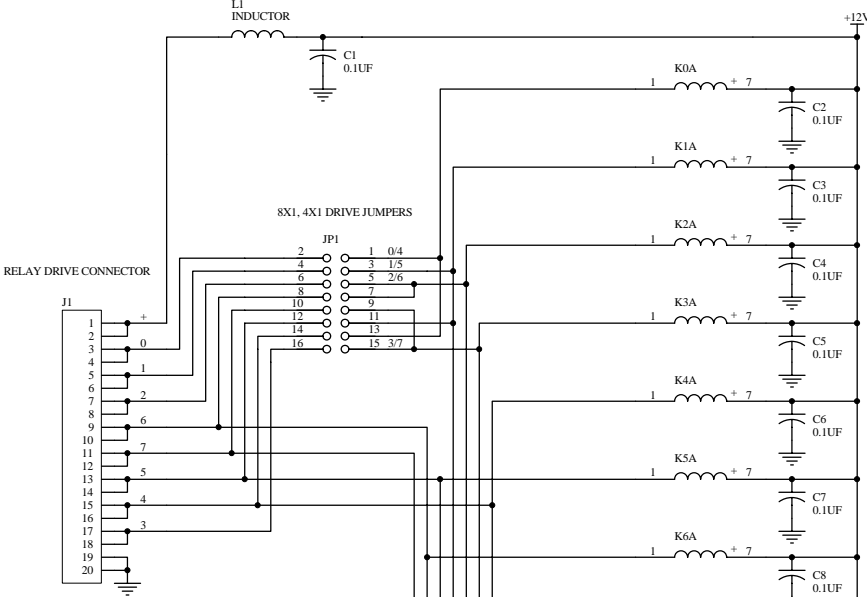 L1
INDUCTOR
+12V
C1
0.1UF
K0A
1 + 7
C2
0.1UF
K1A
1 + 7
C3
0.1UF
8X1, 4X1 DRIVE JUMPERS
K2A
1 + 7
JP1
2 1 0/4
4 3 1/5
6 5 2/6
8 7
10 9
12 11
14 13
16 15 3/7
C4
0.1UF
RELAY DRIVE CONNECTOR
J1
K3A
1 + 7
C5
0.1UF
1 +
2
3 0
4
5 1
6
7 2
8
9 6
10
11 7
12
13 5
14
15 4
16
17 3
18
19
20
K4A
1 + 7
C6
0.1UF
K5A
1 + 7
C7
0.1UF
K6A
1 + 7
C8
0.1UF